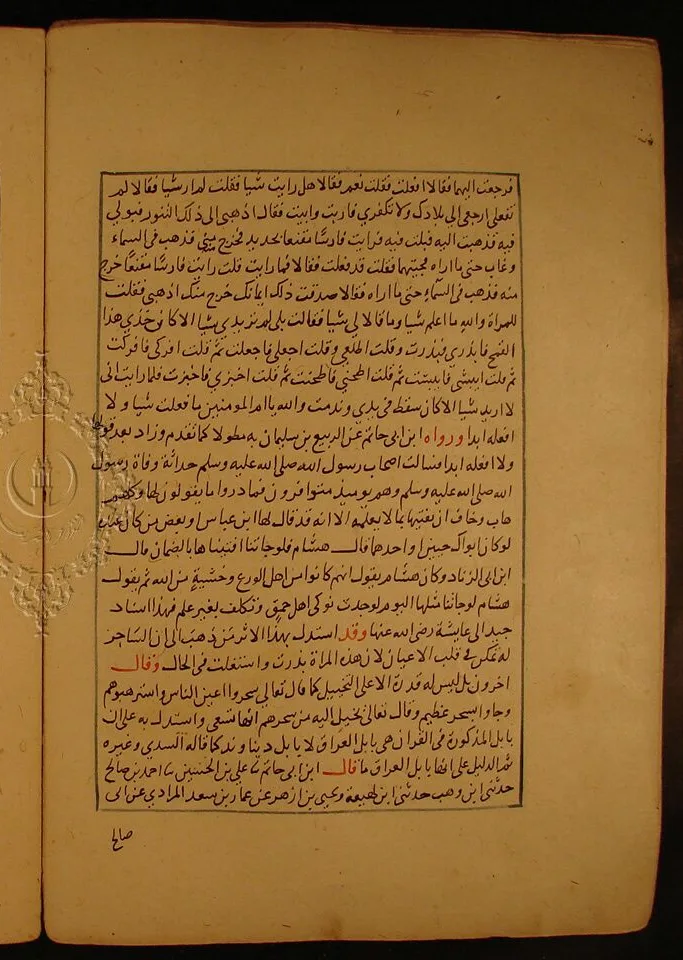 فرجعت اليهما فقالا افعلت فقلت نعم فقالا هل رايت شيا فقلت لم ار شيا فقالا لم
تفعلي ارجعي الى بلادك ولا تكفري فاربت وابيت فقالا اذهبي الى ذلك التنور فبولي
فيه فذهبت اليه فبلت فيه فرايت فارسا مقنعا بحديد فخرج مني فذهب في السماء
وغاب حتى ما اراه فجيتهما فقلت قد فعلت فقالا فما رايت قلت رايت فارسا مقنعا خرج
منه فذهب في السماء حتى ما اراه فقالا صدقت ذلك ايمانك خرج منك اذهبي فقلت
للمراة والله ما اعلم شيا وما قالا لي شيا فقالت بلى لم تريدي شيا الا كان خذي هذا
القمح فابذري فبذرت وقلت اطلعي وقلت اجعلي فاجعلت ثم قلت افركي فافركت
ثم قلت ايبسي فايبست ثم قلت اطحني فاطحنت ثم قلت اخبزي فاخبزت فلما رايت انى
لا اريد شيا الا كان سقط في يدي وندمت والله يا ام المومنين ما فعلت شيا ولا
افعله ابدا ورواه ابن ابي حاتم عن الربيع بن سليمان به مطولا كما تقدم وزاد بعد قولها
ولا افعله ابدا فسالت اصحاب رسول الله صلى الله عليه وسلم حداثة وفاة رسول
الله صلى الله عليه وسلم وهم يوميذ متوافرون فما دروا ما يقولون لها وكلهم
هاب وخاف ان يفتيها بما لا يعلمه الا انه قد قال لها ابن عباس او بعض من كان عنده
لو كان ابواك حيين او احدهما قال هشام فلو جاتنا افتيناها بالضمان قال
ابن ابي الزناد وكان هشام يقول انهم كانوا من اهل الورع وخشية من الله ثم يقول
هشام لو جاتنا مثلها اليوم لوجدت نوكى اهل حمق وتكلف بغير علم فهذا اسناد
جيد الى عايشة رضي الله عنها وقد استدل بهذا الاثر من ذهب الى ان الساحر
له تمكن في قلب الاعيان لان هذه المراة بذرت واستغلت في الحال وقال
اخرون بل ليس له قدرة الا على التخييل كما قال تعالى سحروا اعين الناس واسترهبوهم
وجاوا بسحر عظيم وقال تعالى يخيل اليه من سحرهم انها تسعى واستدل به على ان
بابل المذكورة في القران هي بابل العراق لا بابل دنباوند كما قاله السدي وغيره
ثم الدليل على انها بابل العراق ما قال ابن ابي حاتم ثنا علي بن الحسين ثنا احمد بن صالح
حدثني ابن وهب حدثني ابن لهيعة ويحيى بن ازهر عن عمار بن سعد المرادي عن ابى
صالح